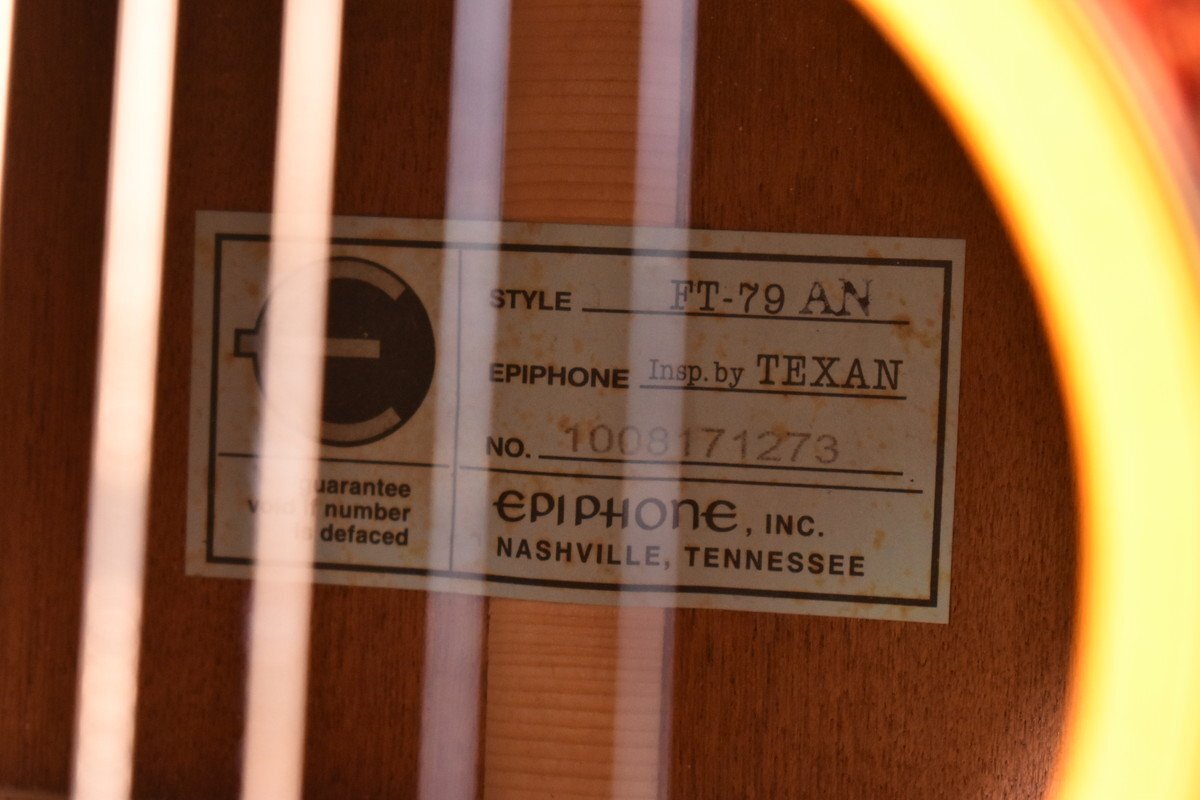 STYLE FT-79 AN
EPIPHONE Insp. by TEXAN
NO. 1008171273
guarantee
void if number
is defaced
EPIPHONE, INC.
NASHVILLE, TENNESSEE